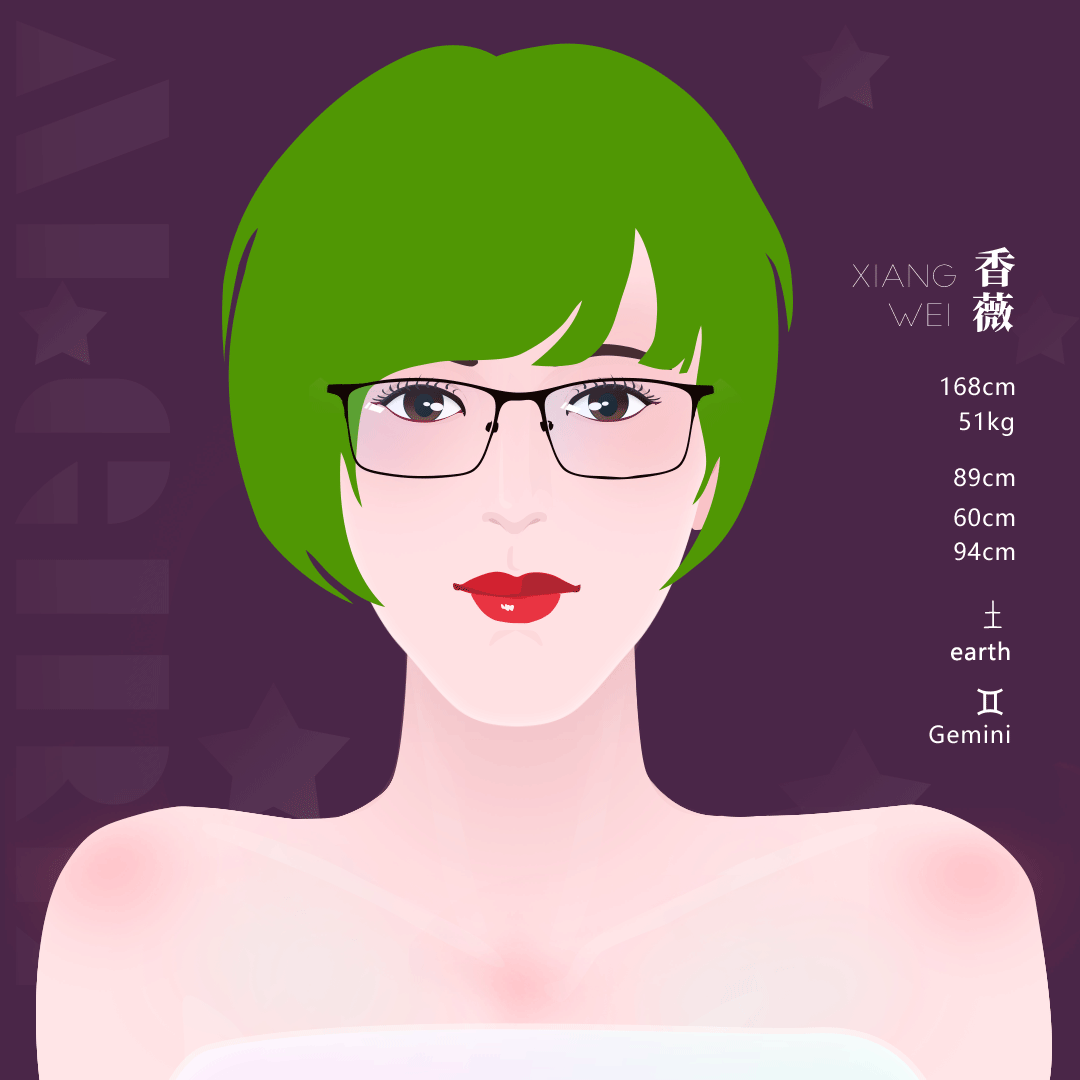 香薇
XIANG
WEI
168cm
51kg
89cm
60cm
94cm
土
earth
♊
Gemini